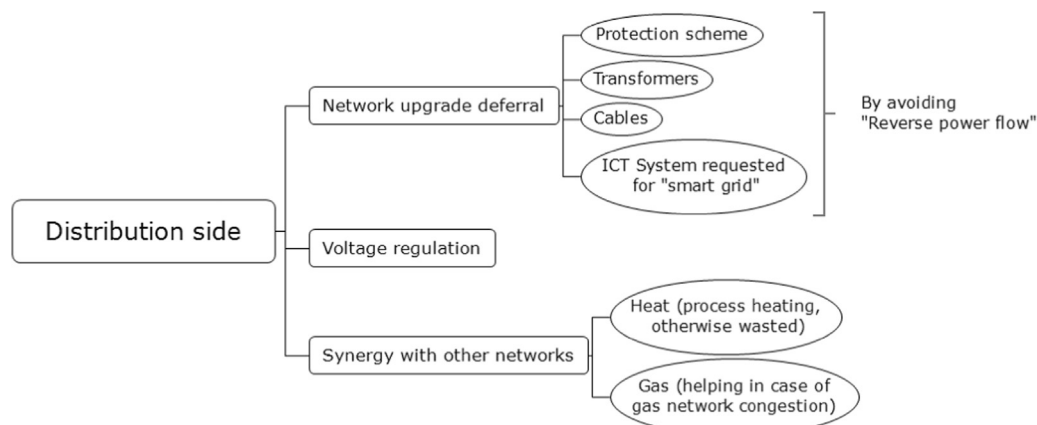 Protection scheme
Network upgrade deferral
Transformers
Cables
ICT System requested
for "smart grid"
By avoiding
"Reverse power flow"
Distribution side
Voltage regulation
Synergy with other networks
Heat (process heating,
otherwise wasted)
Gas (helping in case of
gas network congestion)